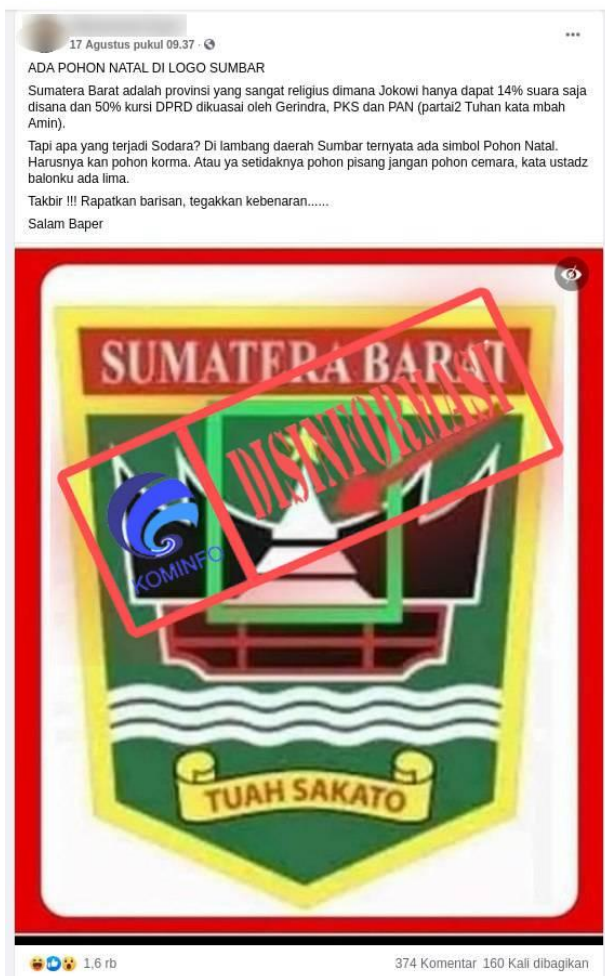 17 Agustus pukul 09.37 ·
ADA POHON NATAL DI LOGO SUMBAR
Sumatera Barat adalah provinsi yang sangat religius dimana Jokowi hanya dapat 14% suara saja
disana dan 50% kursi DPRD dikuasai oleh Gerindra, PKS dan PAN (partai2 Tuhan kata mbah
Amin).
Tapi apa yang terjadi Sodara? Di lambang daerah Sumbar ternyata ada simbol Pohon Natal.
Harusnya kan pohon korma. Atau ya setidaknya pohon pisang jangan pohon cemara, kata ustadz
balonku ada lima.
Takbir !!! Rapatkan barisan, tegakkan kebenaran......
Salam Baper
SUMATERA BARAT
DISINFORMASI
KOMINFO
TUAH SAKATO
1,6 rb
374 Komentar 160 Kali dibagikan